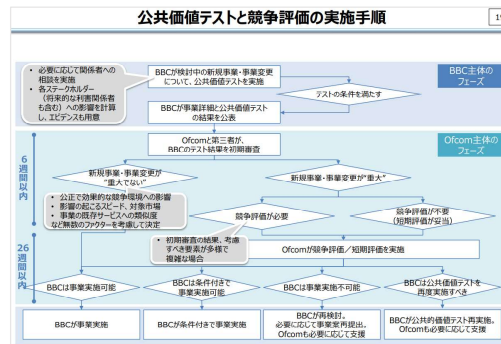 公共価値テストと競争評価の実施手順
19
BBC主体の
フェーズ
• 必要に応じて関係者への
相談を実施
• 各ステークホルダー
（将来的な利害関係者
も含む）への影響を計算
し、エビデンスも用意
BBCが検討中の新規事業・事業変更
について、公共価値テストを実施
テストの条件を満たす
BBCが事業詳細と公共価値テスト
の結果を公表
Ofcom主体の
フェーズ
6週間以内
Ofcomと第三者が、
BBCのテスト結果を初期審査
新規事業・事業変更が
“重大でない”
新規事業・事業変更が“重大”
• 公正で効果的な競争環境への影響
• 影響の起こるスピード、対象市場
• 事業の既存サービスへの類似度
など無数のファクターを考慮して決定
競争評価が必要
競争評価が不要
（短期評価が妥当）
• 初期審査の結果、考慮
すべき要素が多様で
複雑な場合
26週間以内
Ofcomが競争評価／短期評価を実施
BBCは事業実施可能
BBCは条件付きで
事業実施可能
BBCは事業実施不可能
BBCは公共価値テストを
再度実施すべき
BBCが事業実施
BBCが条件付きで事業実施
BBCが再検討。
必要に応じて事業案再提出。
Ofcomも必要に応じて支援
BBCが公共的価値テスト再実施。
Ofcomも必要に応じて支援